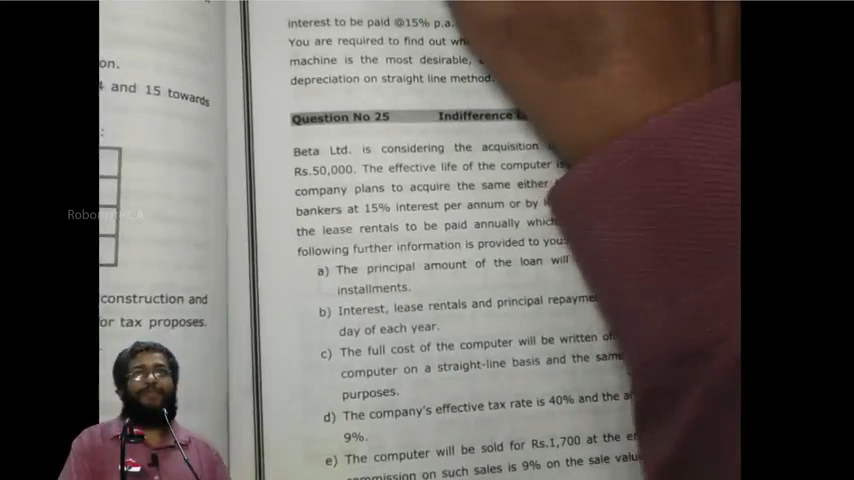 on.
4 and 15 towards
:
construction and
or tax proposes.
interest to be paid @15% p.a.
You are required to find out
machine is the most desirable,
depreciation on straight line method.
Question No 25 Indifference
Beta Ltd. is considering the acquisition
Rs.50,000. The effective life of the computer
company plans to acquire the same either
bankers at 15% interest per annum or by
the lease rentals to be paid annually
following further information is provided to you:
a) The principal amount of the loan will
installments.
b) Interest, lease rentals and principal
day of each year.
c) The full cost of the computer will be written
computer on a straight-line basis and the same
purposes.
d) The company's effective tax rate is 40% and the
9%.
e) The computer will be sold for Rs.1,700 at the
commission on such sales is 9% on the sale